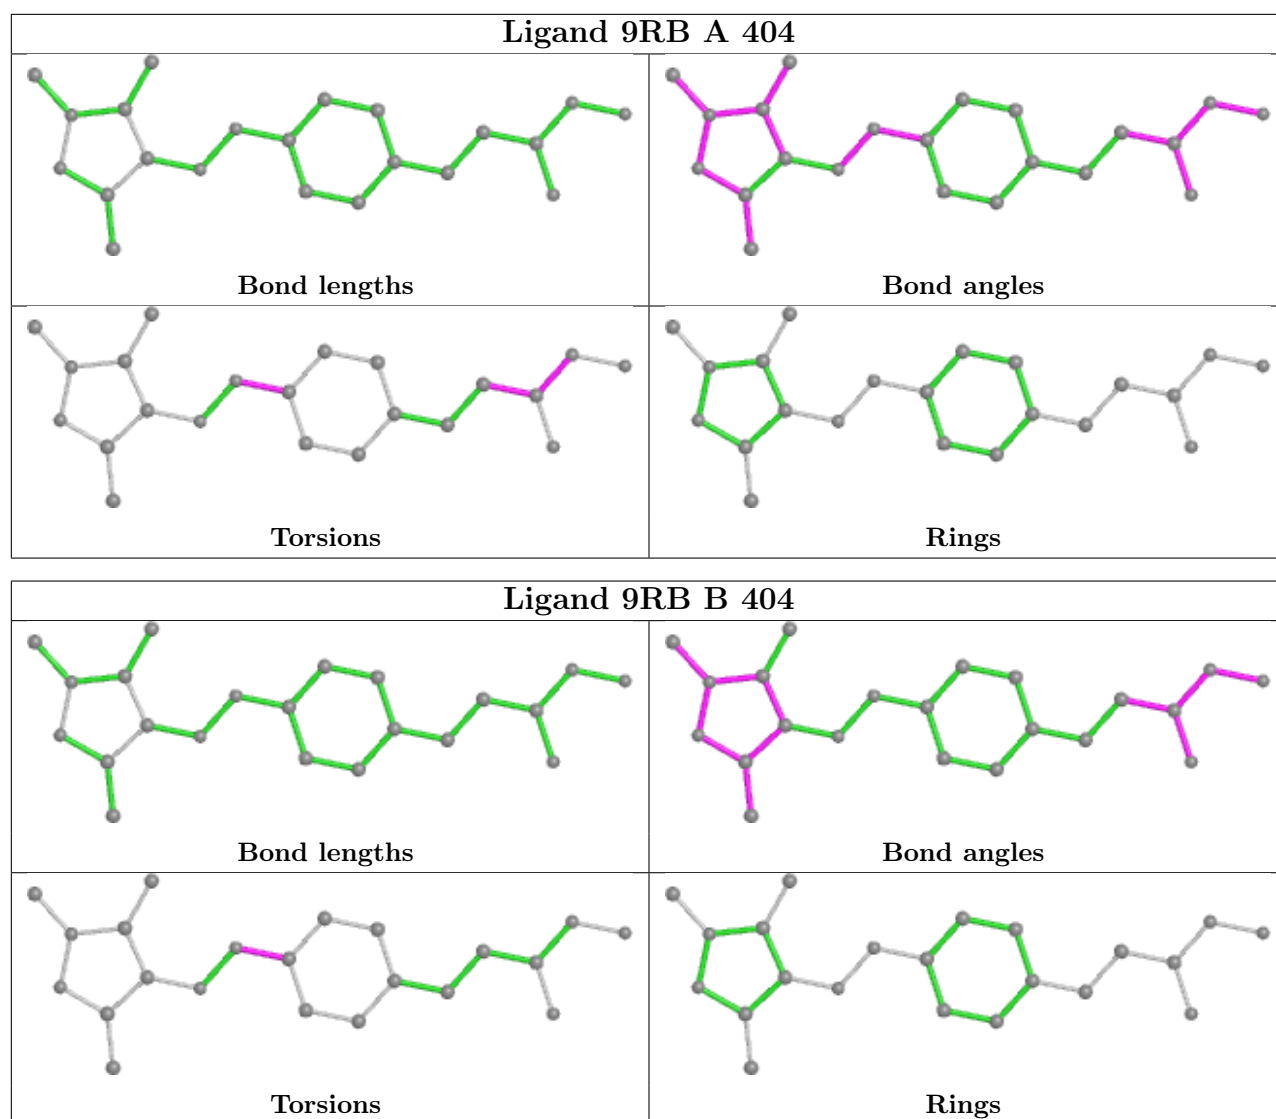 Ligand 9RB A 404
Bond lengths
Bond angles
Torsions
Rings
Ligand 9RB B 404
Bond lengths
Bond angles
Torsions
Rings